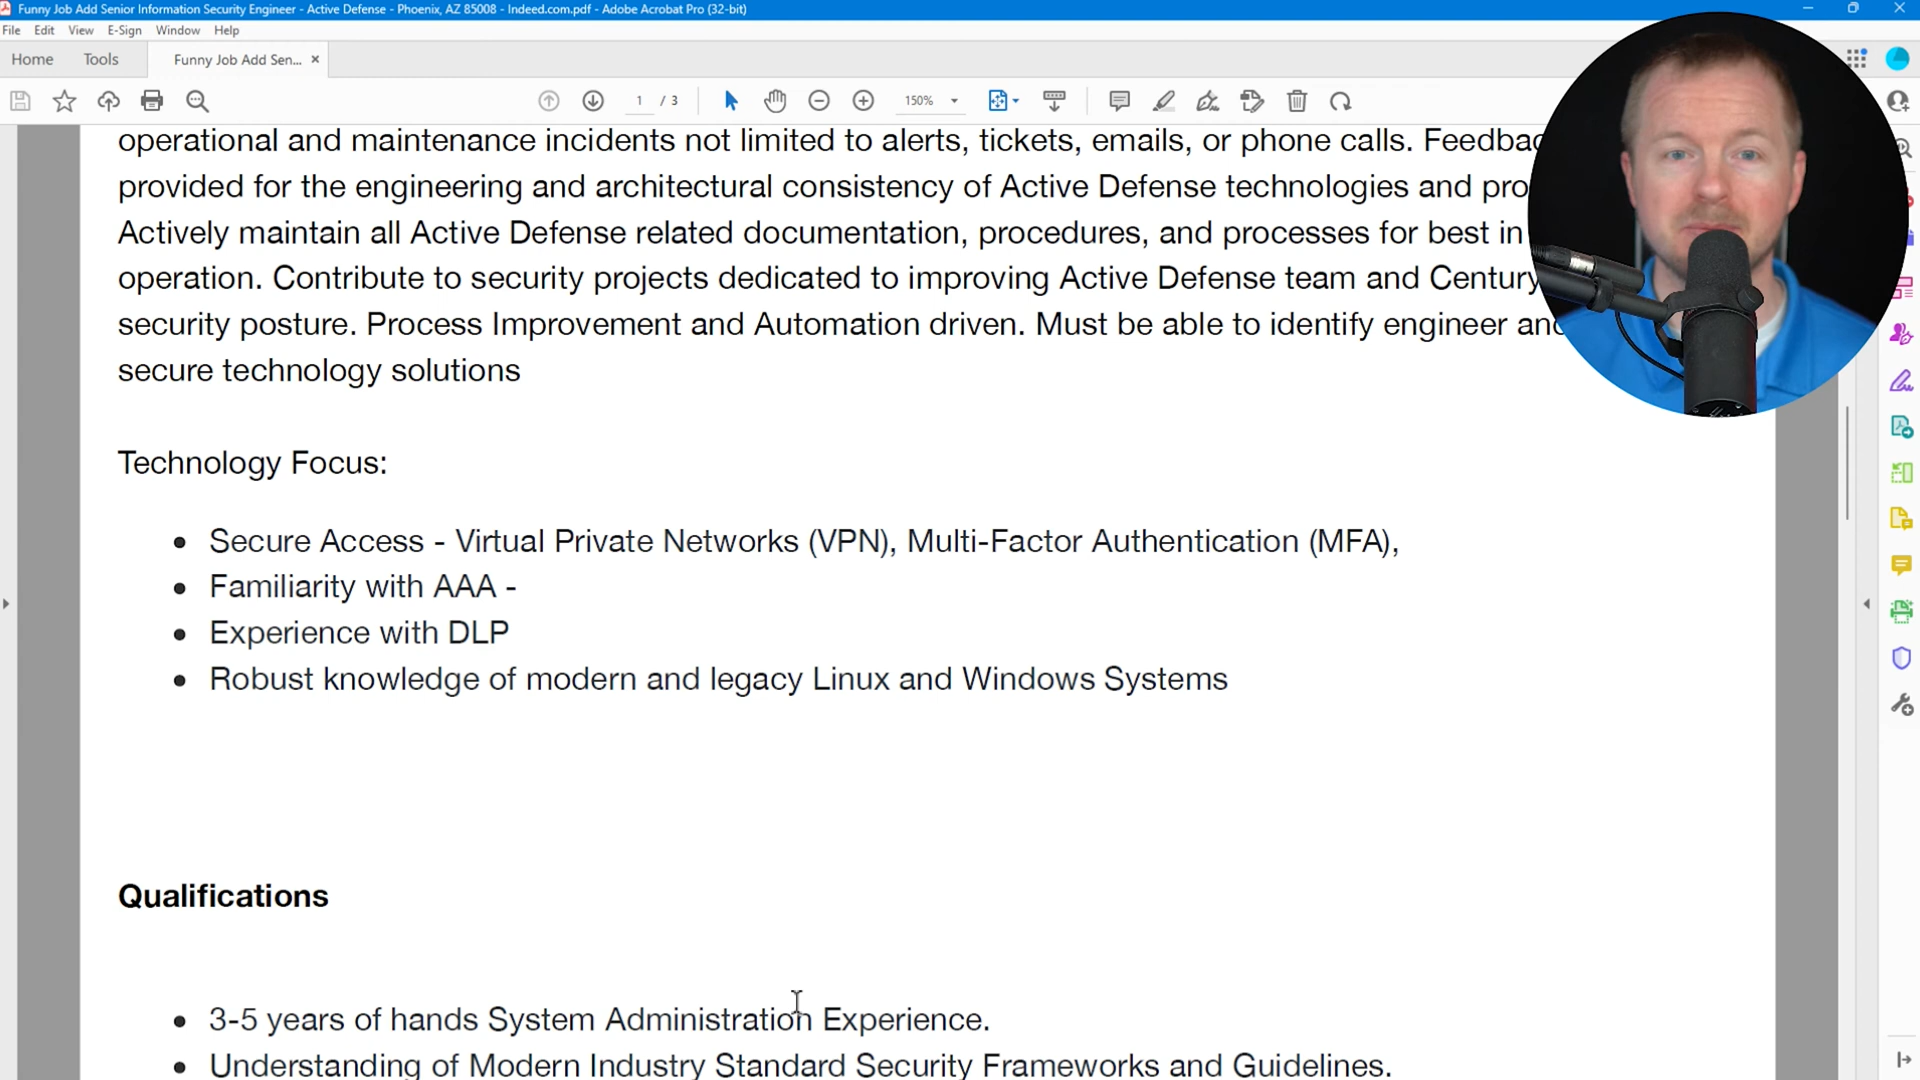 Funny Job Add Senior Information Security Engineer - Active Defense - Phoenix, AZ 85008 - Indeed.com.pdf - Adobe Acrobat Pro (32-bit)
File Edit View E-Sign Window Help
Home Tools Funny Job Add Sen... ×
1 / 3 150%
operational and maintenance incidents not limited to alerts, tickets, emails, or phone calls.
provided for the engineering and architectural consistency of Active Defense technologies and
Actively maintain all Active Defense related documentation, procedures, and processes for best in
operation. Contribute to security projects dedicated to improving Active Defense team and Century
security posture. Process Improvement and Automation driven. Must be able to identify engineer and
secure technology solutions
Technology Focus:
• Secure Access - Virtual Private Networks (VPN), Multi-Factor Authentication (MFA),
• Familiarity with AAA -
• Experience with DLP
• Robust knowledge of modern and legacy Linux and Windows Systems
Qualifications
• 3-5 years of hands System Administration Experience.
• Understanding of Modern Industry Standard Security Frameworks and Guidelines.